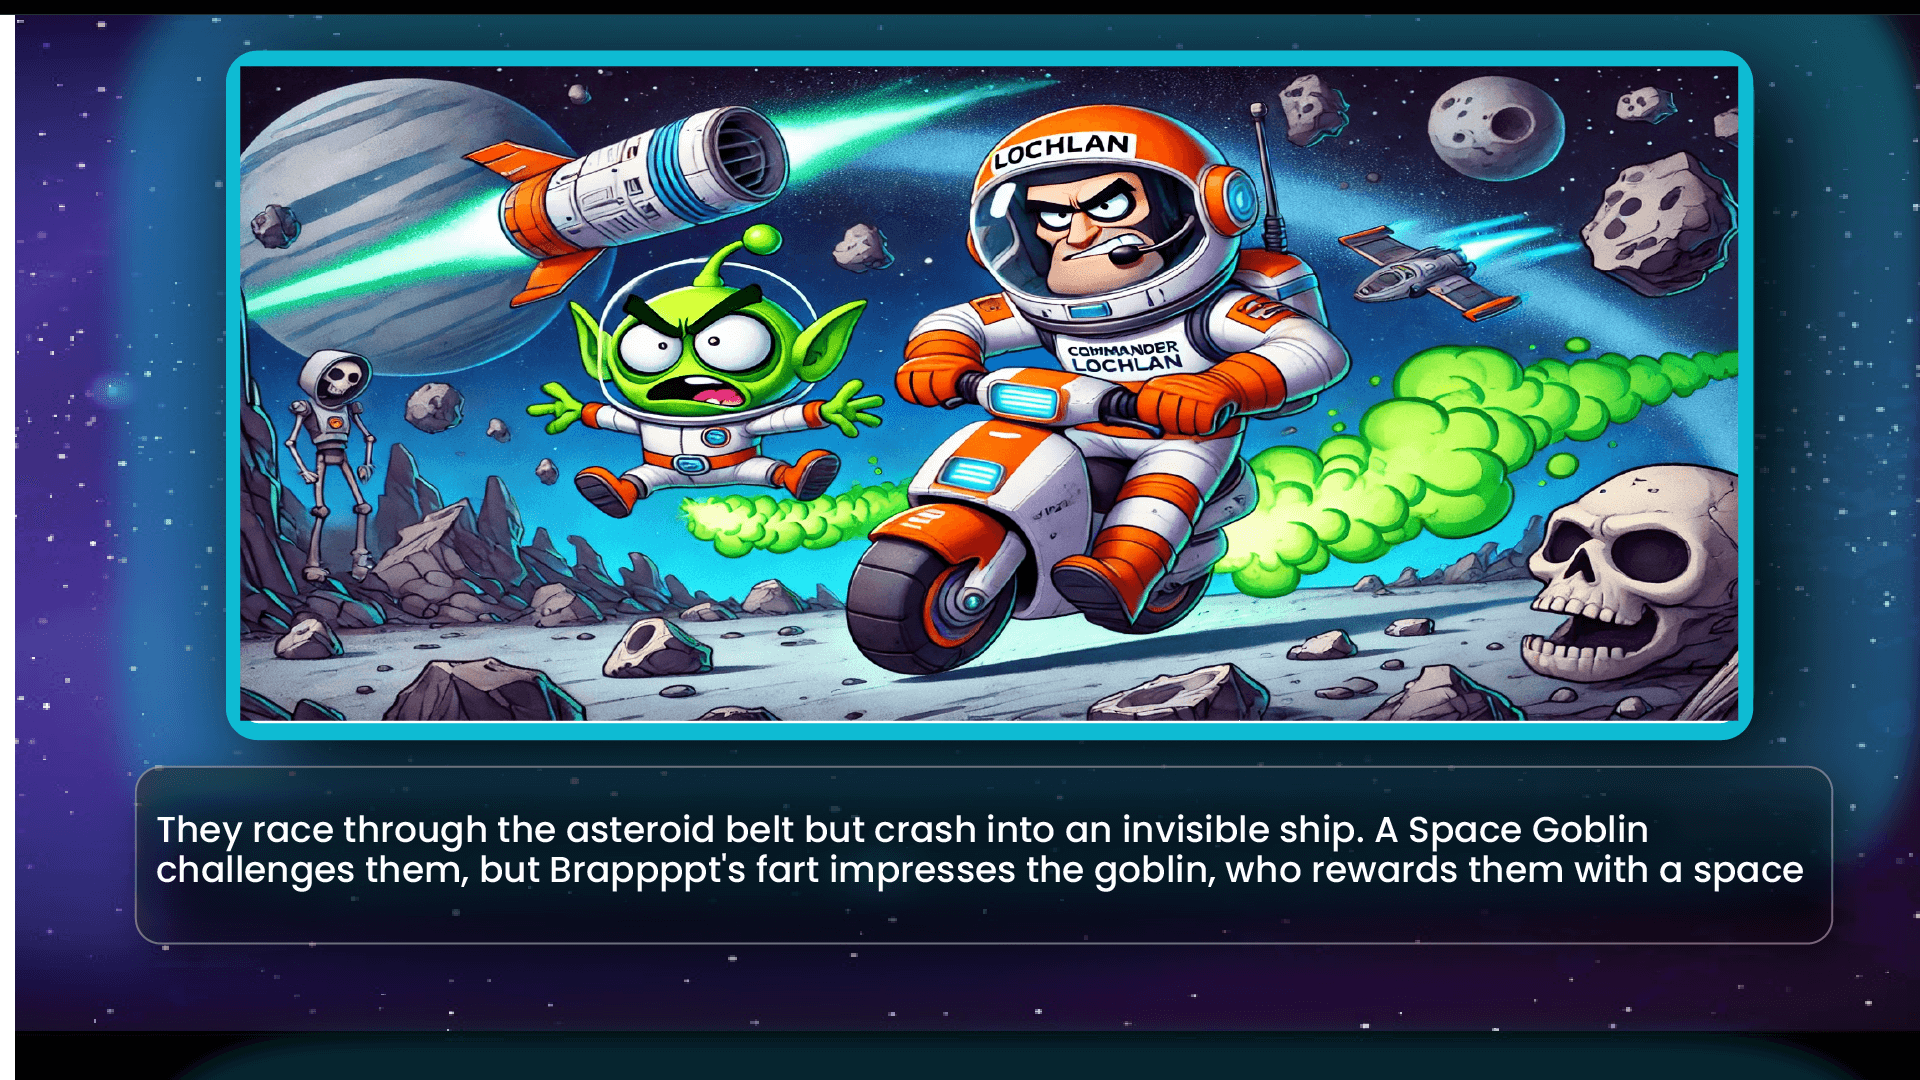 LOCHLAN
COMMANDER
LOCHLAN
They race through the asteroid belt but crash into an invisible ship. A Space Goblin
challenges them, but Brappppt's fart impresses the goblin, who rewards them with a space